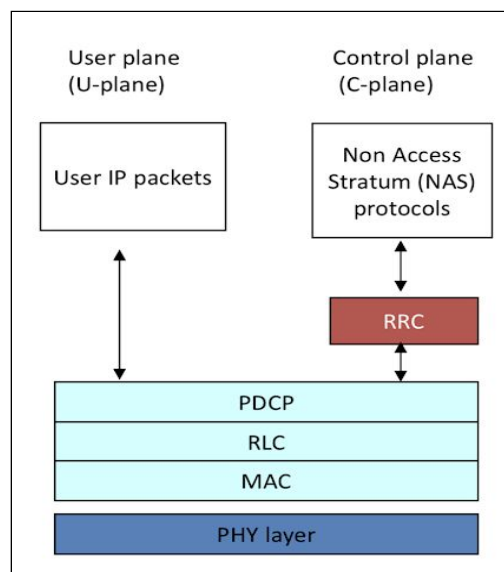 User plane
(U-plane)
Control plane
(C-plane)
User IP packets
Non Access
Stratum (NAS)
protocols
RRC
PDCP
RLC
MAC
PHY layer